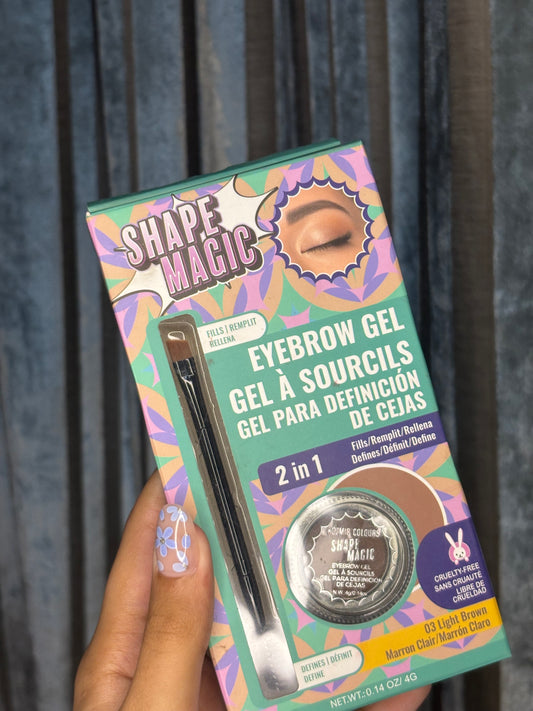 SHAPE
MAGIC
FILLS | REMPLIT
RELLENA
EYEBROW GEL
GEL À SOURCILS
GEL PARA DEFINICIÓN
DE CEJAS
2 in 1
Fills/Remplit/Rellena
Defines/Définit/Define
COLOURS
SHAPE
MAGIC
EYEBROW GEL
GEL À SOURCILS
GEL PARA DEFINICIÓN
DE CEJAS
CRUELTY-FREE
SANS CRUAUTÉ
LIBRE DE
CRUELDAD
DEFINES | DÉFINIT
DEFINE
03 Light Brown
Marron Clair/Marrón Claro
NET.WT.: 0.14 OZ/ 4G